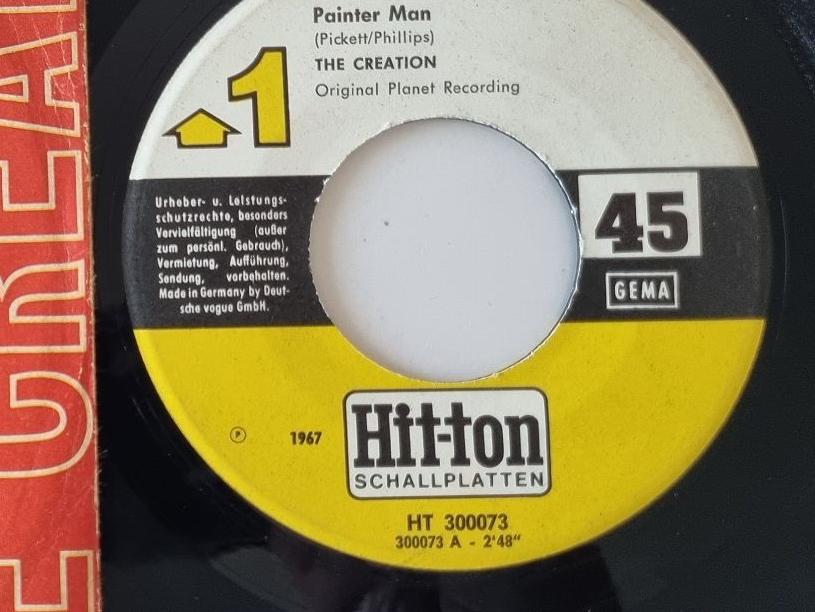 Painter Man
(Pickett/Phillips)
THE CREATION
Original Planet Recording
1
Urheber- u. Leistungs-
schutzrechte, besonders
Vervielfältigung (außer
zum persönl. Gebrauch),
Vermietung, Aufführung,
Sendung, vorbehalten.
Made in Germany by Deut-
sche vogue GmbH.
45
GEMA
℗ 1967
Hit-ton
SCHALLPLATTEN
HT 300073
300073 A - 2'48"